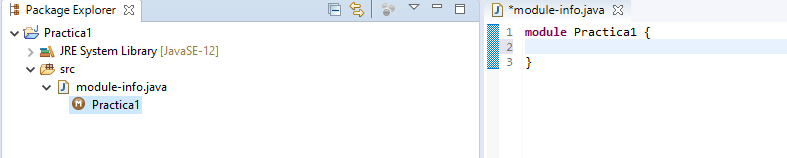 Package Explorer
Practica1
JRE System Library [JavaSE-12]
src
module-info.java
Practica1
*module-info.java
1 module Practica1 {
2
3 }